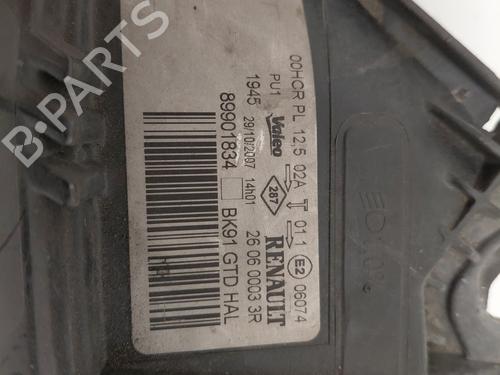 00HCR PL 12,5 02A 01 1 E2 06074
PU1 Valeo 287 RENAULT
1945 29/10/2007 14h01 26 06 0003 3R
89901834 BK91 GTD HAL
B-PARTS